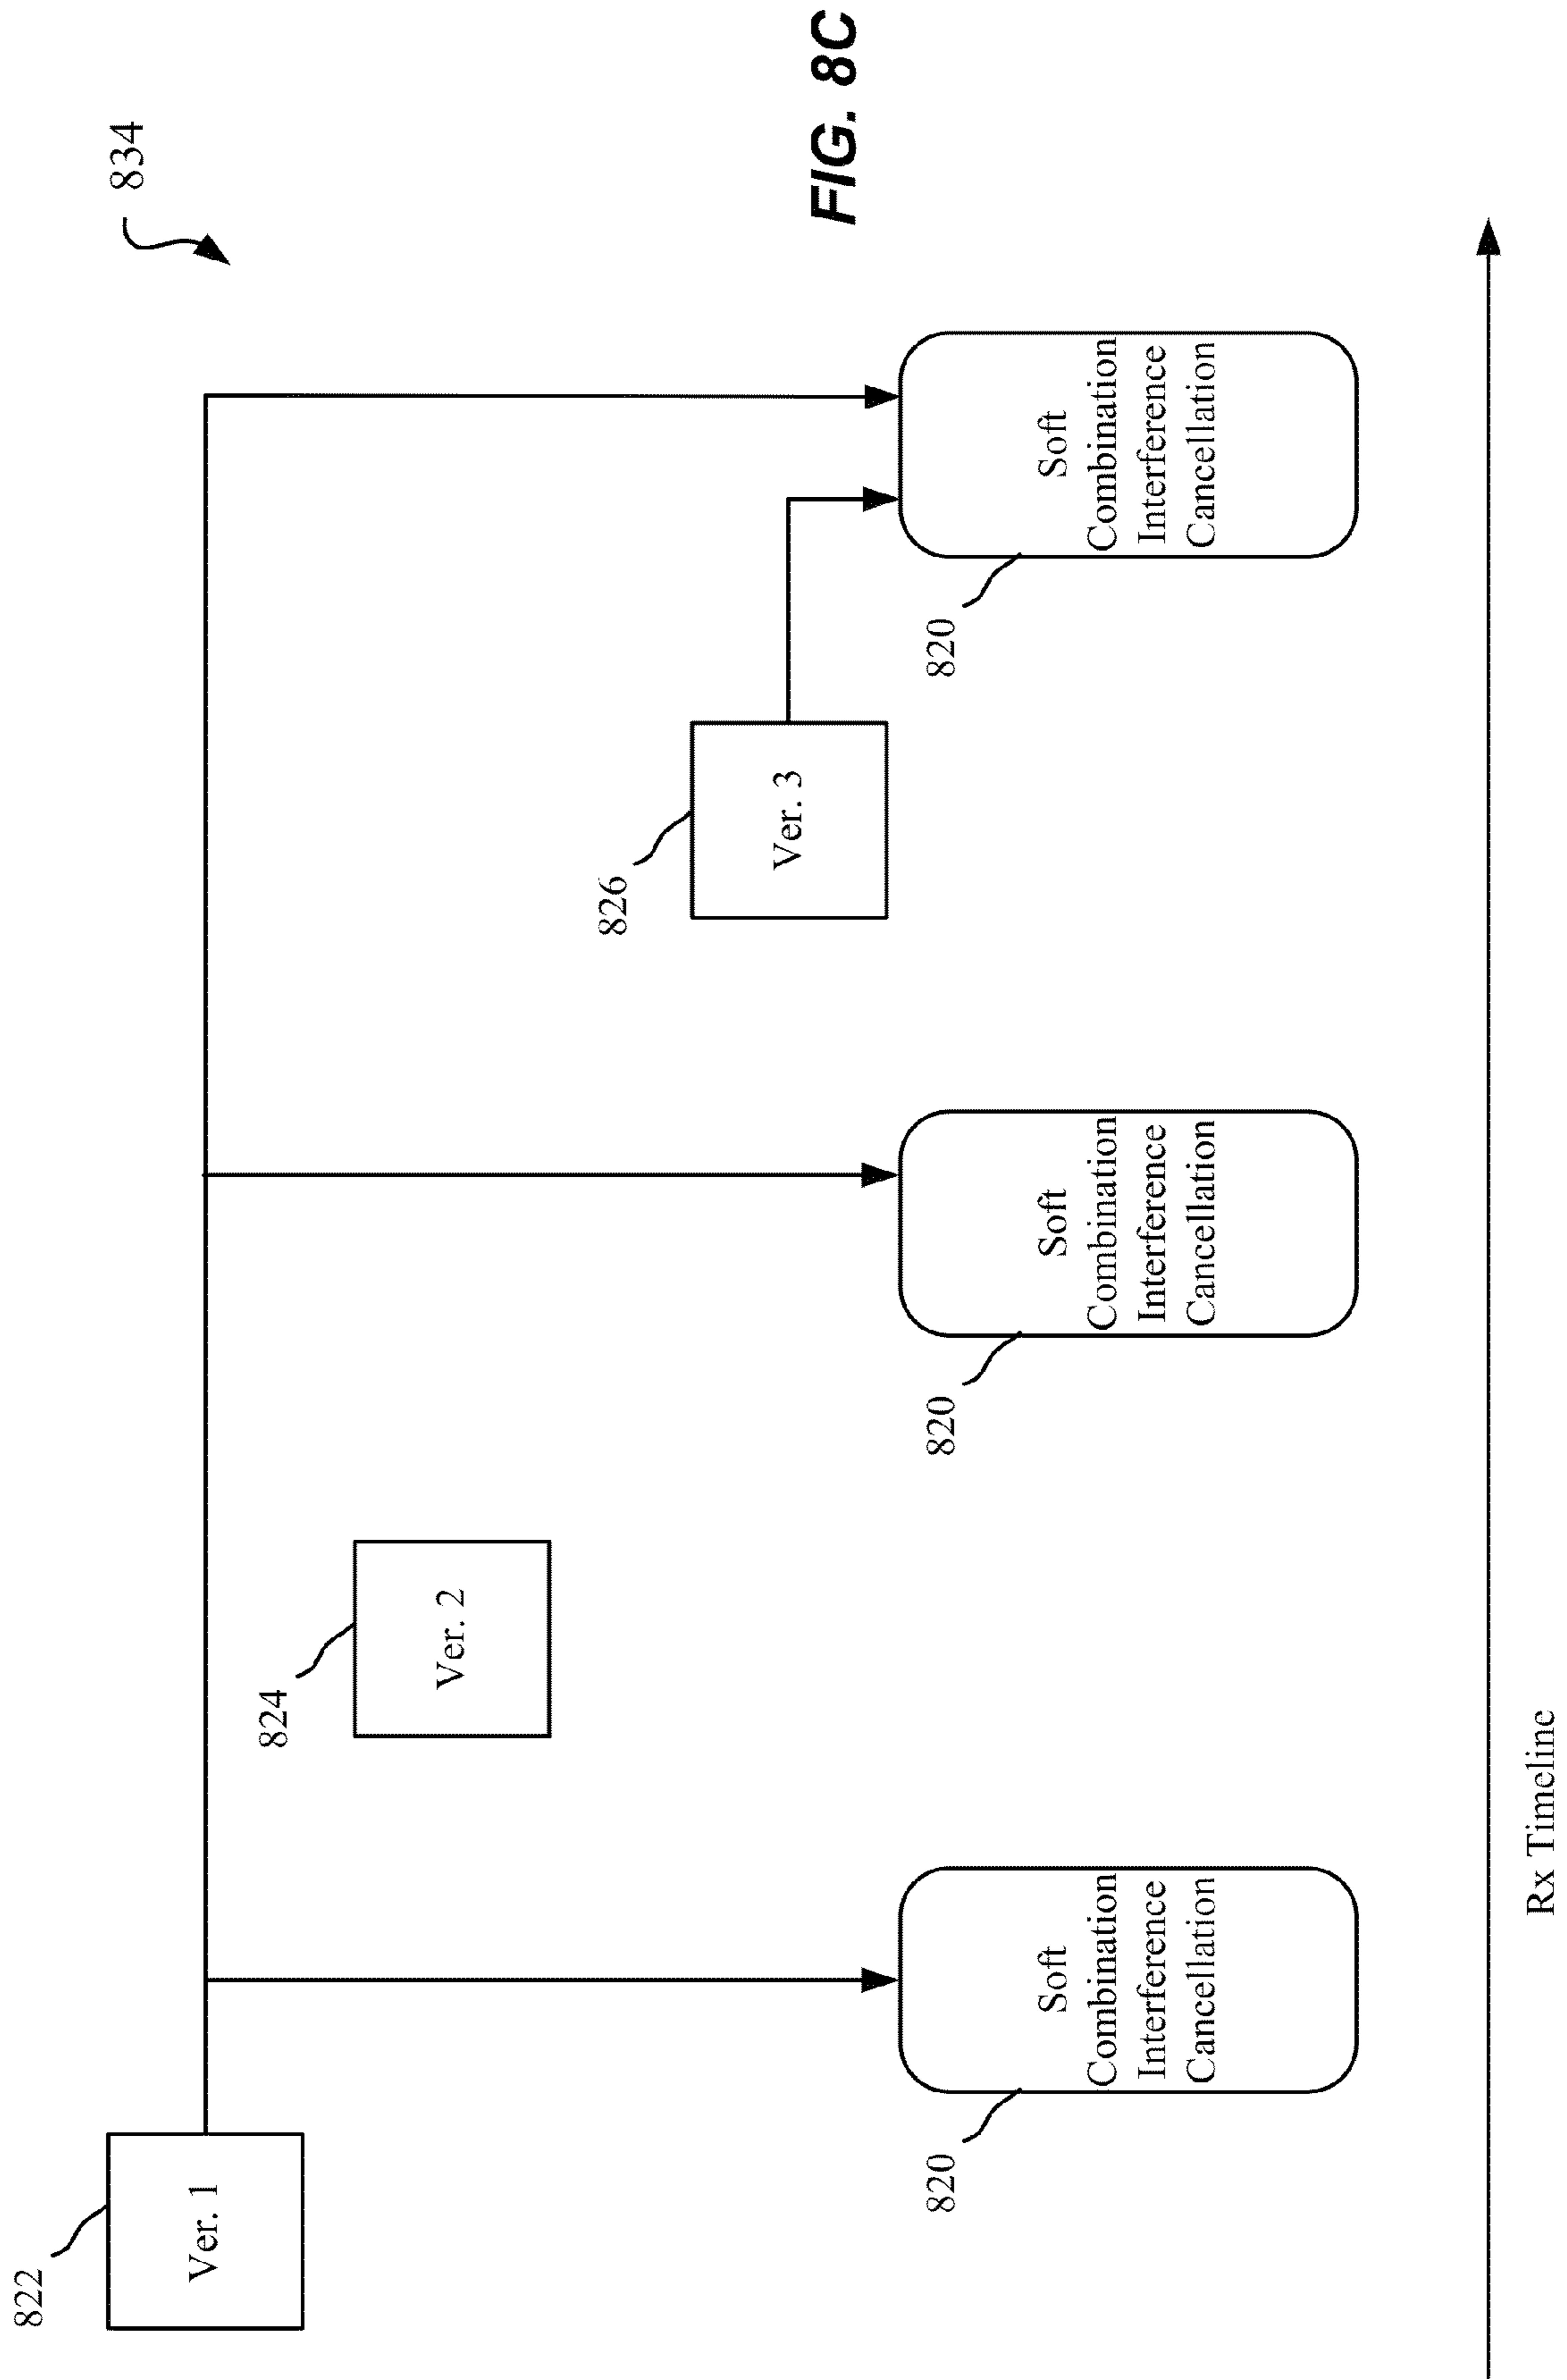 834
822
Ver. 1
824
Ver. 2
826
Ver. 3
820
Soft
Combination
Interference
Cancellation
820
Soft
Combination
Interference
Cancellation
820
Soft
Combination
Interference
Cancellation
Rx Timeline
FIG. 8C